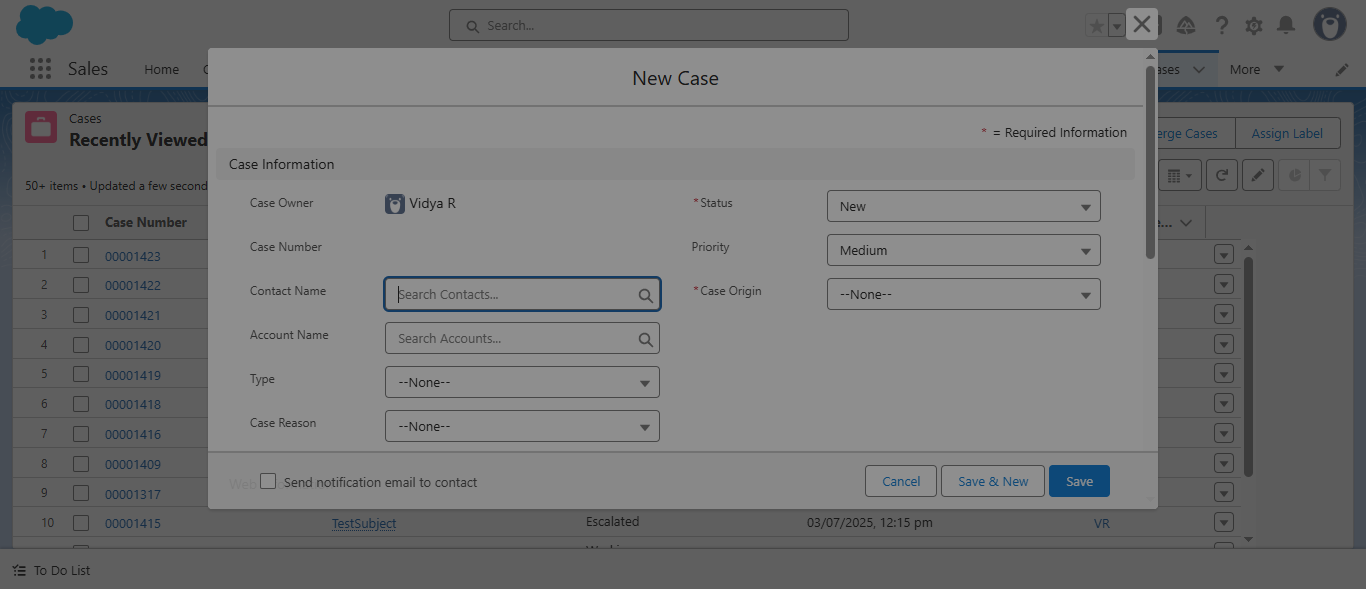 Search...
Sales
Home
ases
More
New Case
Cases
Recently Viewed
erge Cases
Assign Label
* = Required Information
50+ items • Updated a few second
Case Information
Case Number
e...
Case Owner
Vidya R
*Status
New
Case Number
Priority
Medium
Contact Name
Search Contacts...
*Case Origin
--None--
Account Name
Search Accounts...
Type
--None--
Case Reason
--None--
1 00001423
2 00001422
3 00001421
4 00001420
5 00001419
6 00001418
7 00001416
8 00001409
9 00001317
Web
Send notification email to contact
Cancel
Save & New
Save
10 00001415 TestSubject Escalated 03/07/2025, 12:15 pm VR
To Do List